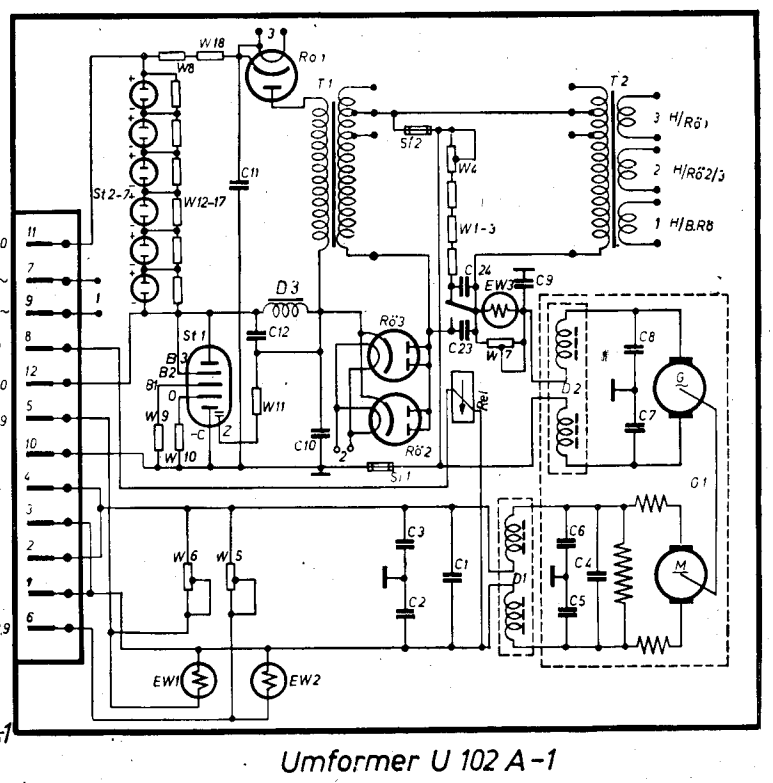 3
W8
W18
Rö1
T1
T2
3 H/Rö1
2 H/Rö2/3
1 H/B.Rö
Si2
W4
W1-3
C11
St2-7
W12-17
11
7
9
8
12
5
10
4
3
2
1
6
1
D3
C24
C9
EW3
C23
W17
Rö3
Rö2
2
Rel
St1
B3
B2
B1
0
-C
Z
C12
W11
W9
W10
C10
Si1
D2
C8
C7
G
G1
M
W6
W5
C3
C2
C1
D1
C6
C5
C4
EW1
EW2
Umformer U 102 A-1